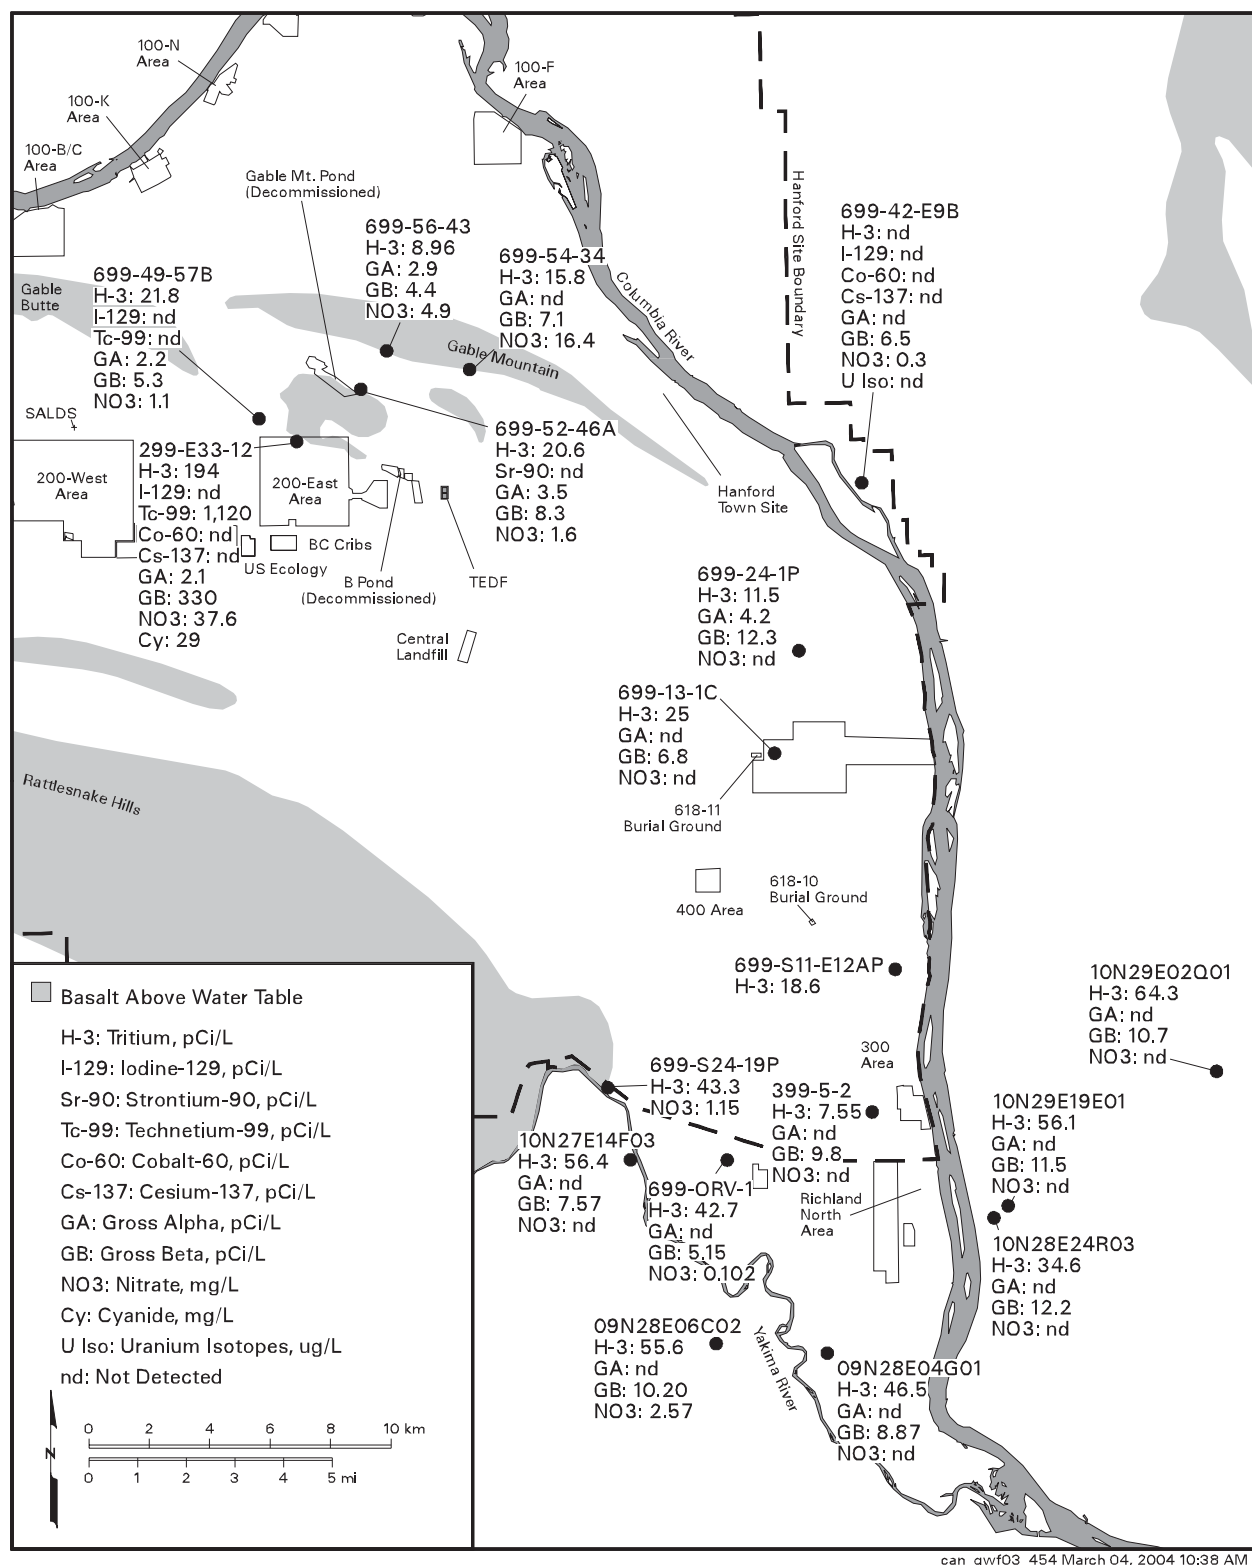 100-N
Area
100-K
Area
100-B/C
Area
100-F
Area
Gable Mt. Pond
(Decommissioned)
Hanford Site Boundary
699-42-E9B
H-3: nd
I-129: nd
Co-60: nd
Cs-137: nd
GA: nd
GB: 6.5
NO3: 0.3
U Iso: nd
699-56-43
H-3: 8.96
GA: 2.9
GB: 4.4
NO3: 4.9
699-54-34
H-3: 15.8
GA: nd
GB: 7.1
NO3: 16.4
Columbia River
699-49-57B
H-3: 21.8
I-129: nd
Tc-99: nd
GA: 2.2
GB: 5.3
NO3: 1.1
Gable
Butte
Gable Mountain
SALDS
200-West
Area
299-E33-12
H-3: 194
I-129: nd
Tc-99: 1,120
Co-60: nd
Cs-137: nd
GA: 2.1
GB: 330
NO3: 37.6
Cy: 29
200-East
Area
699-52-46A
H-3: 20.6
Sr-90: nd
GA: 3.5
GB: 8.3
NO3: 1.6
Hanford
Town Site
BC Cribs
US Ecology
B Pond
(Decommissioned)
TEDF
Central
Landfill
699-24-1P
H-3: 11.5
GA: 4.2
GB: 12.3
NO3: nd
699-13-1C
H-3: 25
GA: nd
GB: 6.8
NO3: nd
618-11
Burial Ground
Rattlesnake Hills
400 Area
618-10
Burial Ground
699-S11-E12AP
H-3: 18.6
10N29E02Q01
H-3: 64.3
GA: nd
GB: 10.7
NO3: nd
300
Area
699-S24-19P
H-3: 43.3
NO3: 1.15
399-5-2
H-3: 7.55
GA: nd
GB: 9.8
NO3: nd
10N29E19E01
H-3: 56.1
GA: nd
GB: 11.5
NO3: nd
10N27E14F03
H-3: 56.4
GA: nd
GB: 7.57
NO3: nd
699-ORV-1
H-3: 42.7
GA: nd
GB: 5.15
NO3: 0.102
Richland
North
Area
10N28E24R03
H-3: 34.6
GA: nd
GB: 12.2
NO3: nd
09N28E06C02
H-3: 55.6
GA: nd
GB: 10.20
NO3: 2.57
Yakima River
09N28E04G01
H-3: 46.5
GA: nd
GB: 8.87
NO3: nd
Basalt Above Water Table
H-3: Tritium, pCi/L
I-129: Iodine-129, pCi/L
Sr-90: Strontium-90, pCi/L
Tc-99: Technetium-99, pCi/L
Co-60: Cobalt-60, pCi/L
Cs-137: Cesium-137, pCi/L
GA: Gross Alpha, pCi/L
GB: Gross Beta, pCi/L
NO3: Nitrate, mg/L
Cy: Cyanide, mg/L
U Iso: Uranium Isotopes, ug/L
nd: Not Detected
N
0 2 4 6 8 10 km
0 1 2 3 4 5 mi
can_gwf03_454 March 04, 2004 10:38 AM